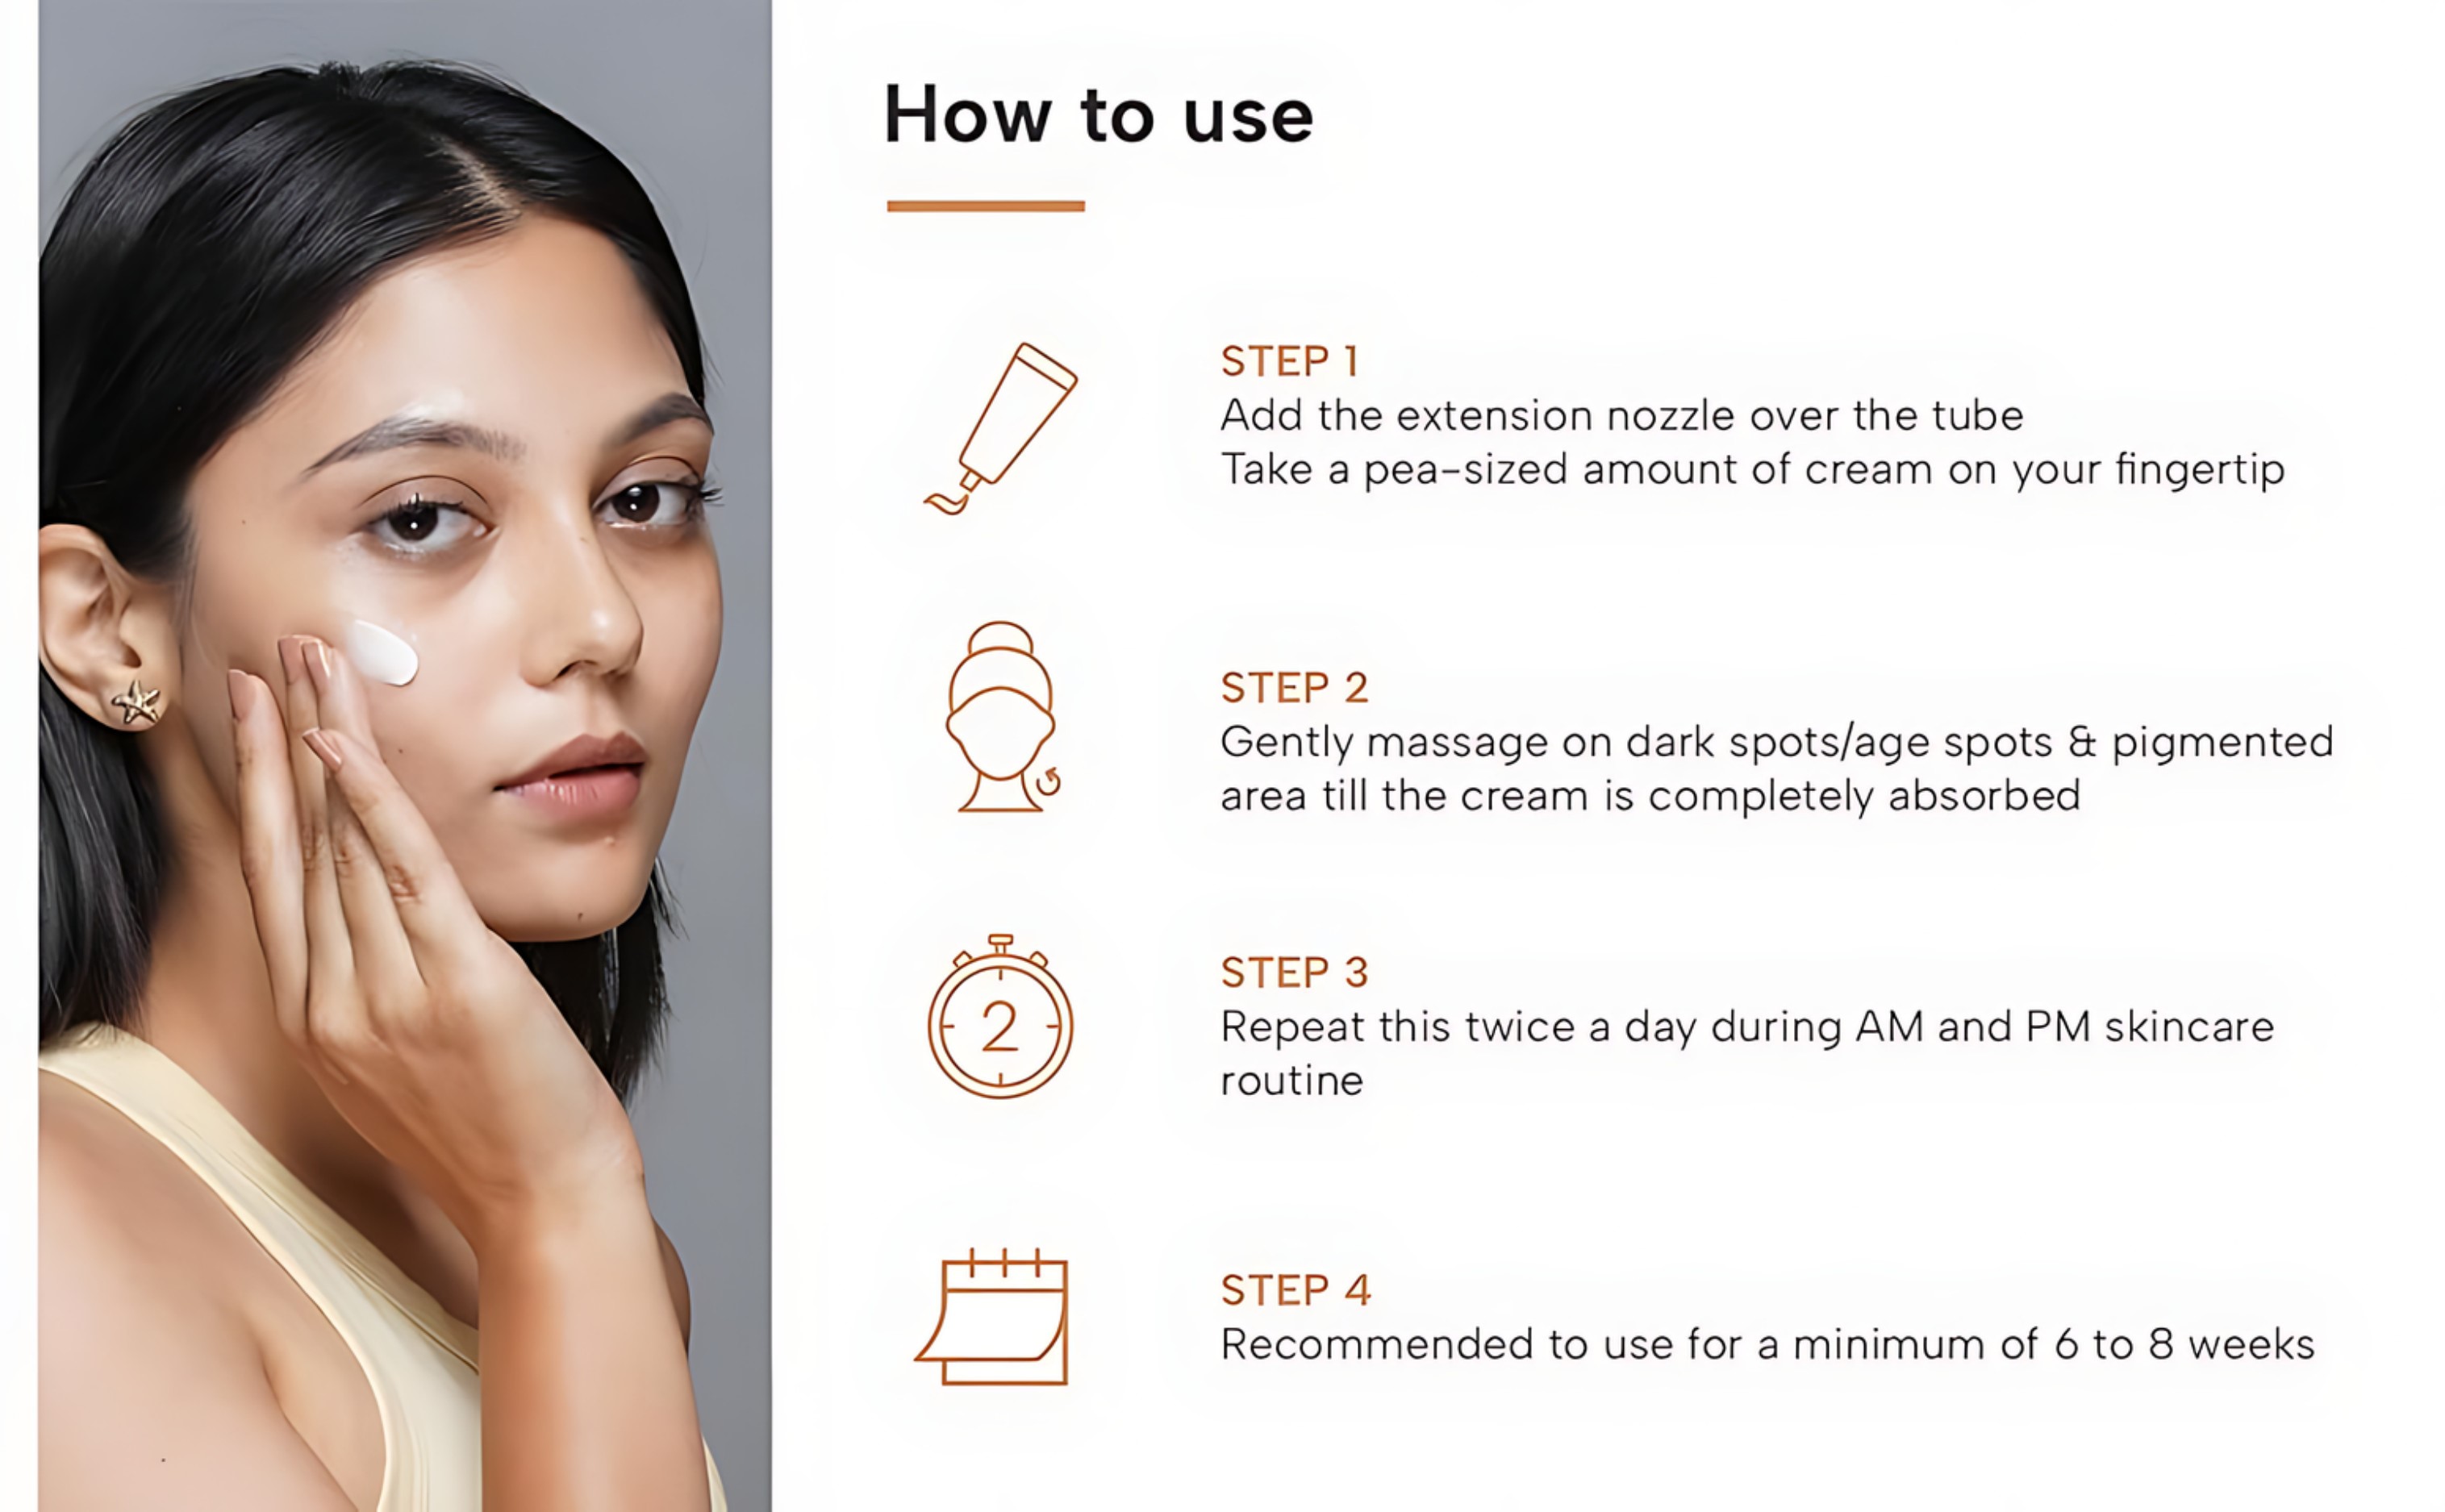 How to use
STEP 1
Add the extension nozzle over the tube
Take a pea-sized amount of cream on your fingertip
STEP 2
Gently massage on dark spots/age spots & pigmented
area till the cream is completely absorbed
2
STEP 3
Repeat this twice a day during AM and PM skincare
routine
STEP 4
Recommended to use for a minimum of 6 to 8 weeks